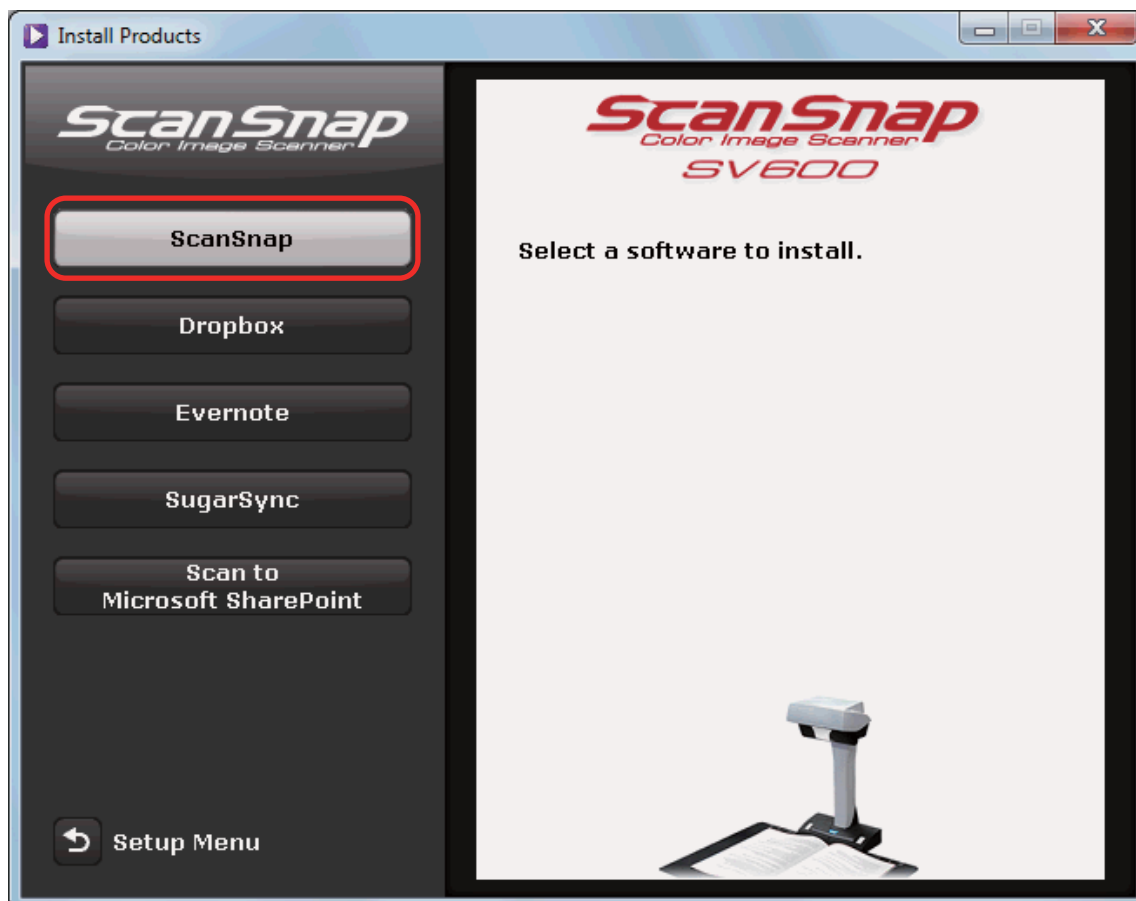 Install Products
ScanSnap
Color Image Scanner
ScanSnap
Dropbox
Evernote
SugarSync
Scan to
Microsoft SharePoint
Setup Menu
ScanSnap
Color Image Scanner
SV600
Select a software to install.